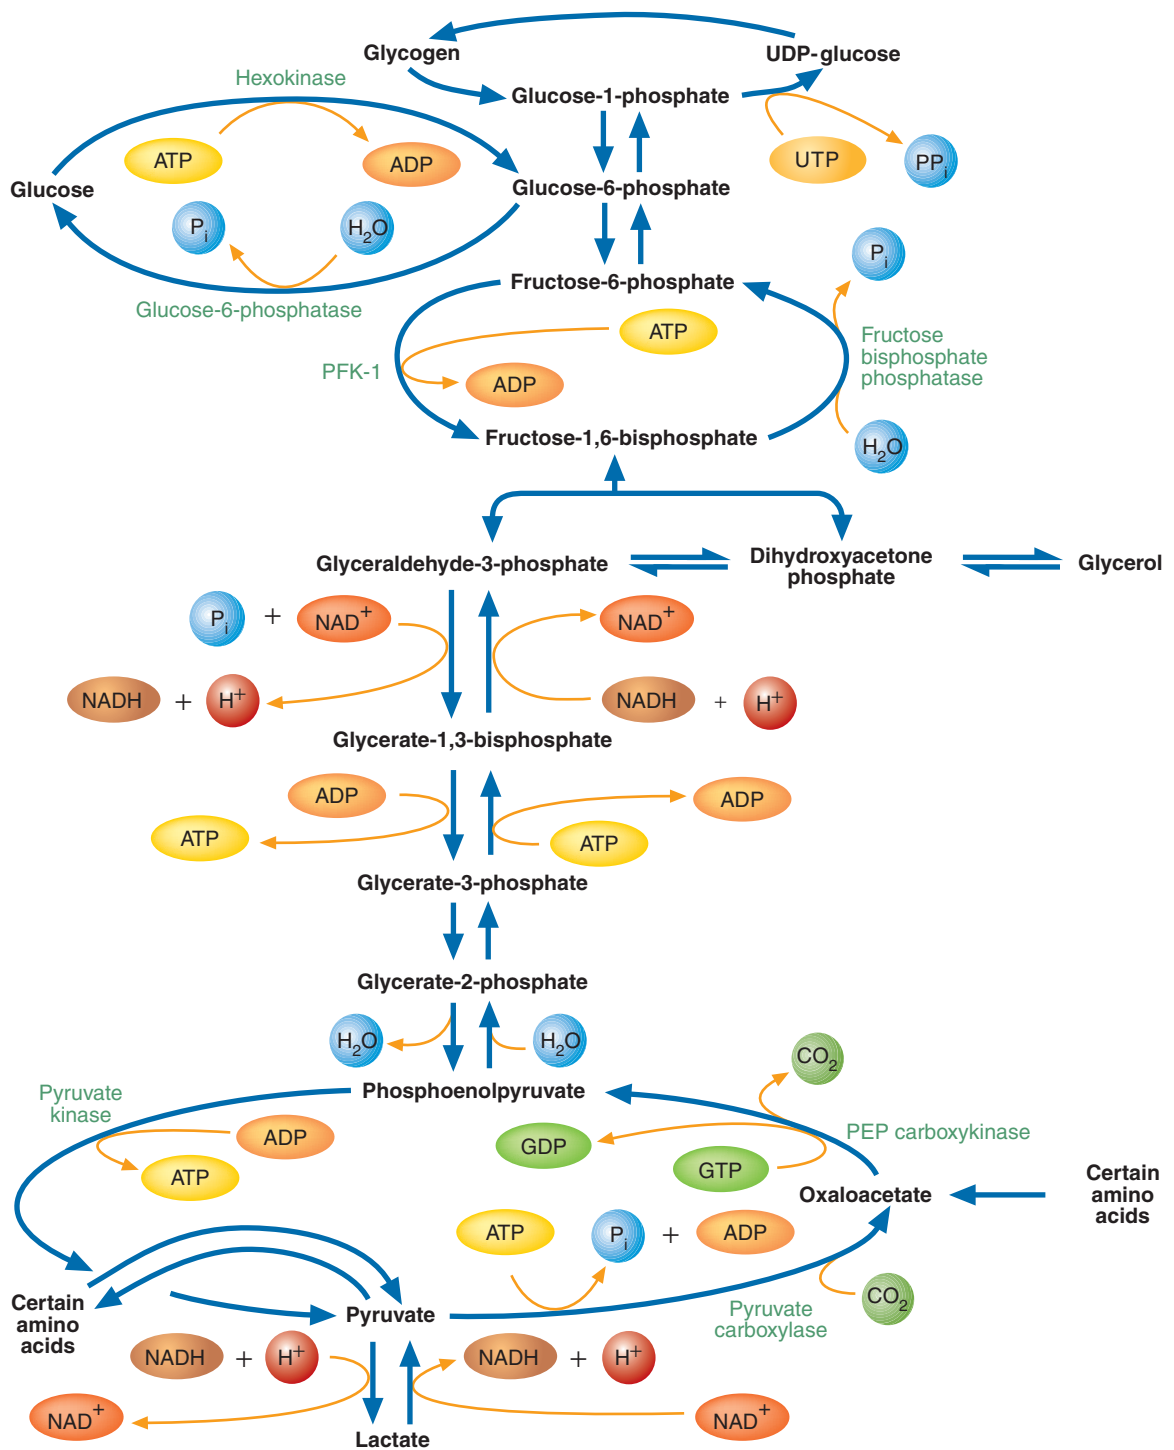 Glycogen
UDP-glucose
Hexokinase
Glucose-1-phosphate
ATP
ADP
UTP
PPi
Glucose
Glucose-6-phosphate
Pi
H2O
Pi
Glucose-6-phosphatase
Fructose-6-phosphate
ATP
Fructose
bisphosphate
phosphatase
PFK-1
ADP
Fructose-1,6-bisphosphate
H2O
Glyceraldehyde-3-phosphate
Dihydroxyacetone
phosphate
Glycerol
Pi + NAD+
NAD+
NADH + H+
NADH + H+
Glycerate-1,3-bisphosphate
ADP
ADP
ATP
ATP
Glycerate-3-phosphate
Glycerate-2-phosphate
H2O
H2O
CO2
Phosphoenolpyruvate
Pyruvate
kinase
ADP
GDP
PEP carboxykinase
ATP
GTP
Oxaloacetate
Certain
amino
acids
ATP
Pi + ADP
CO2
Certain
amino
acids
Pyruvate
Pyruvate
carboxylase
NADH + H+
NADH + H+
NAD+
NAD+
Lactate